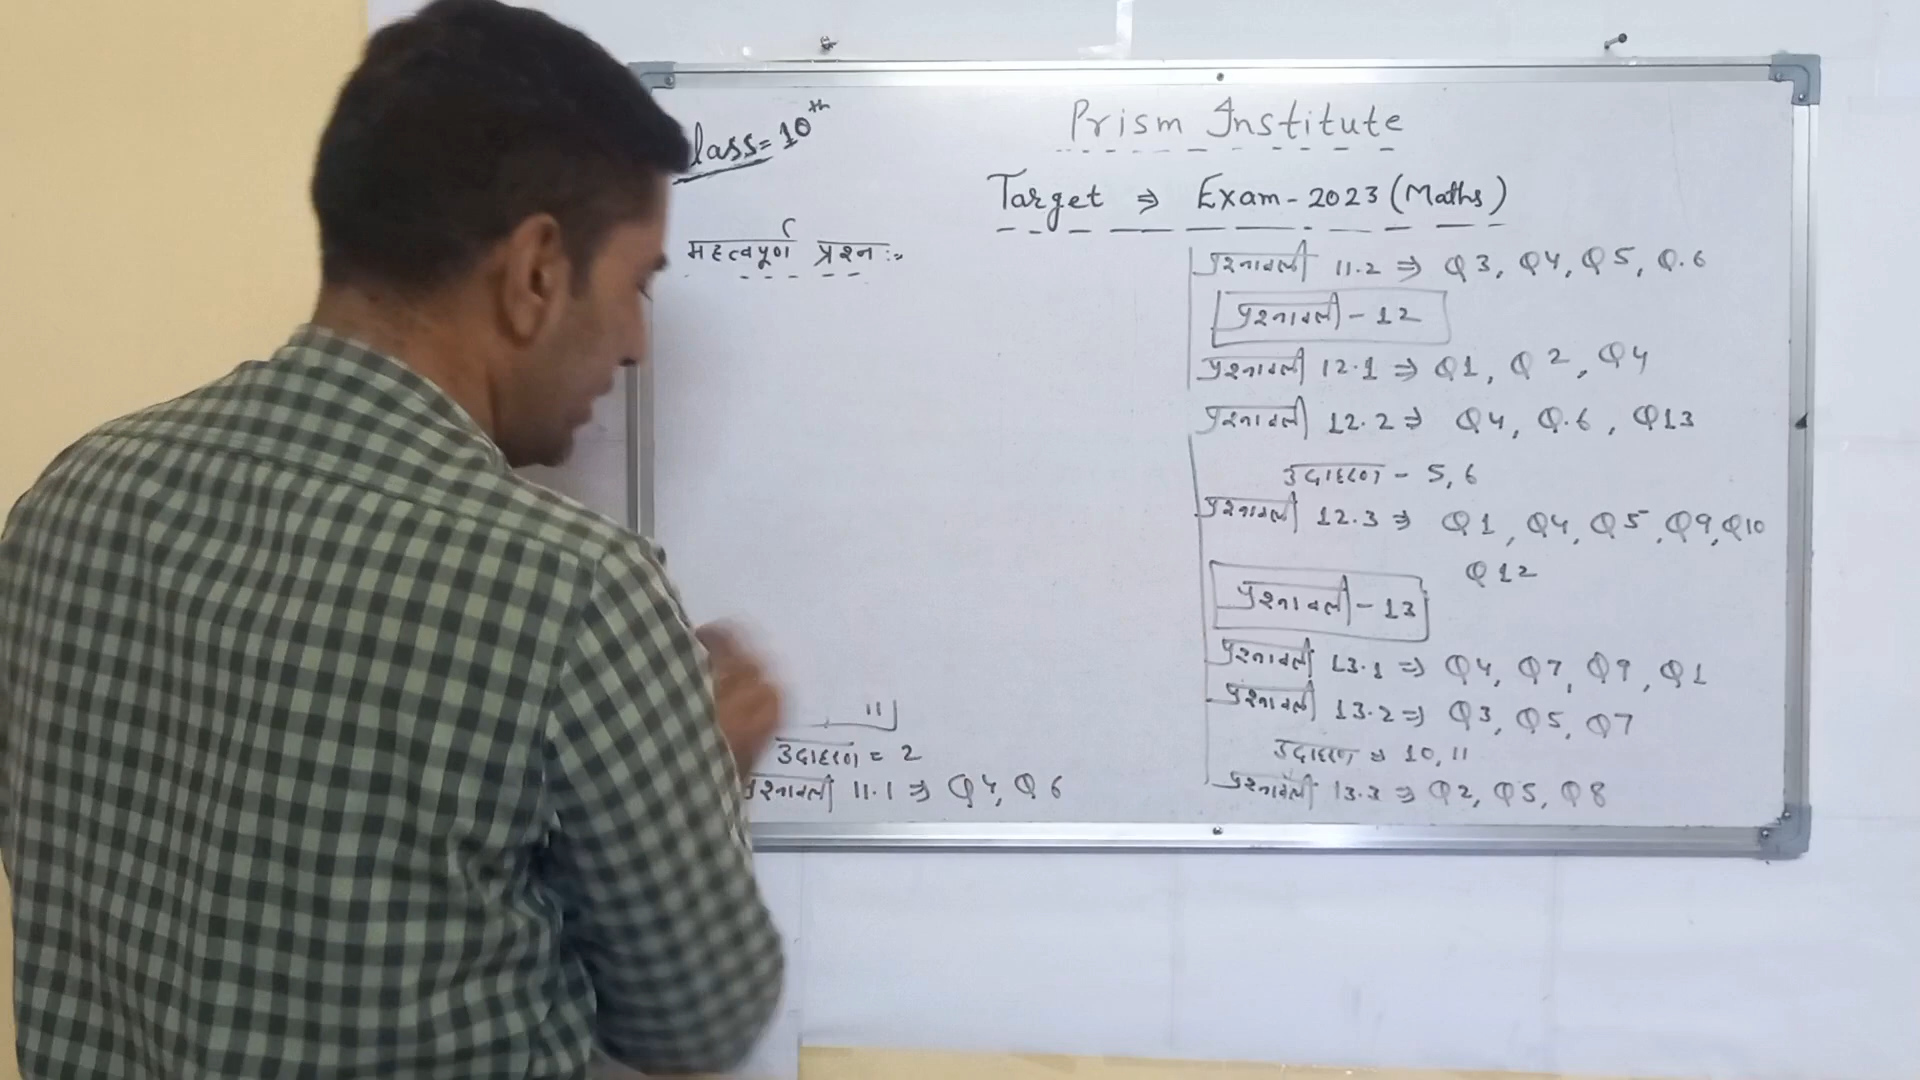 lass = 10th
Prism Institute
Target ⇒ Exam - 2023 (Maths)
महत्वपूर्ण प्रश्न :-
11
उदाहरण = 2
प्रश्नावली 11.1 ⇒ Q4, Q6
प्रश्नावली 11.2 ⇒ Q3, Q4, Q5, Q.6
प्रश्नावली - 12
प्रश्नावली 12.1 ⇒ Q1, Q2, Q4
प्रश्नावली 12.2 ⇒ Q4, Q.6, Q13
उदाहरण - 5, 6
प्रश्नावली 12.3 ⇒ Q1, Q4, Q5, Q9, Q10
Q12
प्रश्नावली - 13
प्रश्नावली 13.1 ⇒ Q4, Q7, Q9, Q1
प्रश्नावली 13.2 ⇒ Q3, Q5, Q7
उदाहरण ⇒ 10, 11
प्रश्नावली 13.3 ⇒ Q2, Q5, Q8